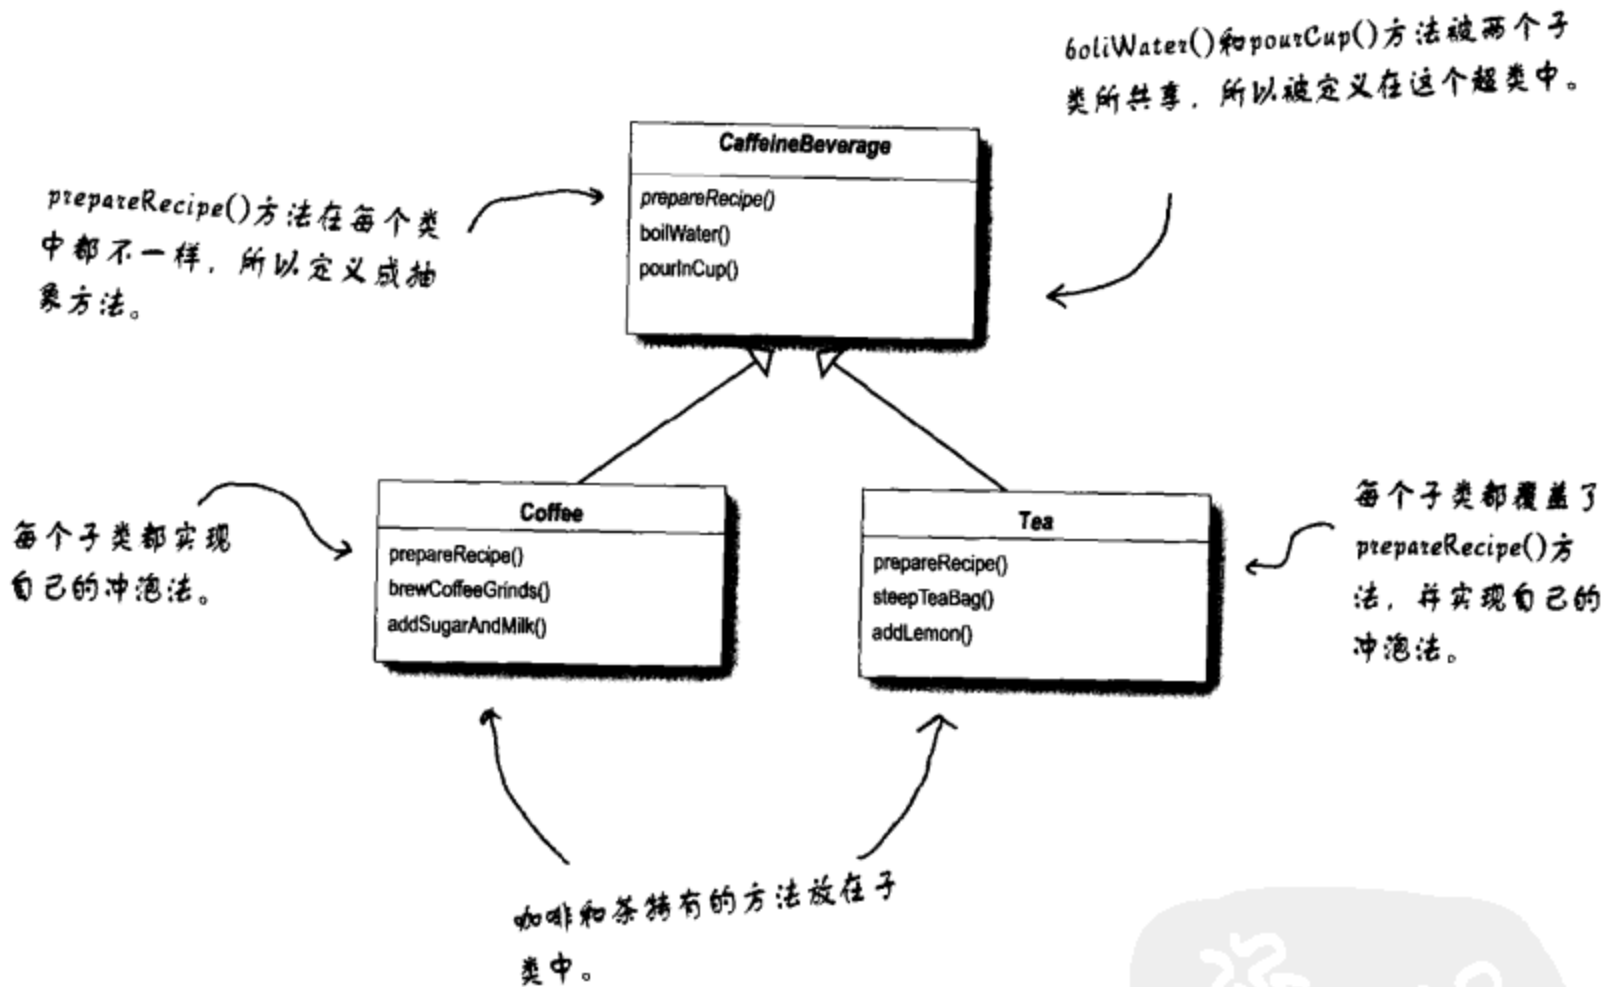 boliWater()和pourCup()方法被两个子
类所共享，所以被定义在这个超类中。
CaffeineBeverage
prepareRecipe()
boilWater()
pourInCup()
prepareRecipe()方法在每个类
中都不一样，所以定义成抽
象方法。
每个子类都实现
自己的冲泡法。
Coffee
prepareRecipe()
brewCoffeeGrinds()
addSugarAndMilk()
Tea
prepareRecipe()
steepTeaBag()
addLemon()
每个子类都覆盖了
prepareRecipe()方
法，并实现自己的
冲泡法。
咖啡和茶特有的方法放在子
类中。